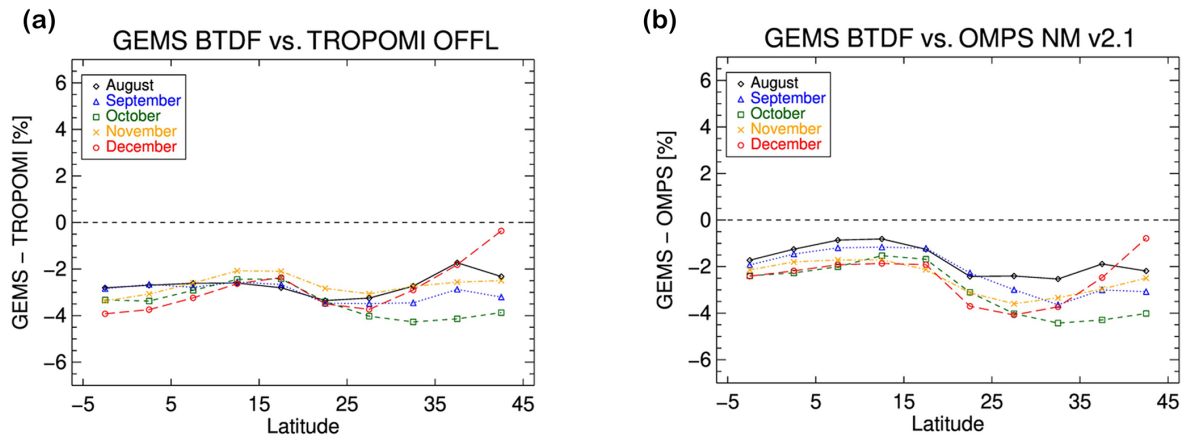 (a)
GEMS BTDF vs. TROPOMI OFFL
August
September
October
November
December
6
4
2
0
−2
−4
−6
GEMS − TROPOMI [%]
−5 5 15 25 35 45
Latitude
(b)
GEMS BTDF vs. OMPS NM v2.1
August
September
October
November
December
6
4
2
0
−2
−4
−6
GEMS − OMPS [%]
−5 5 15 25 35 45
Latitude